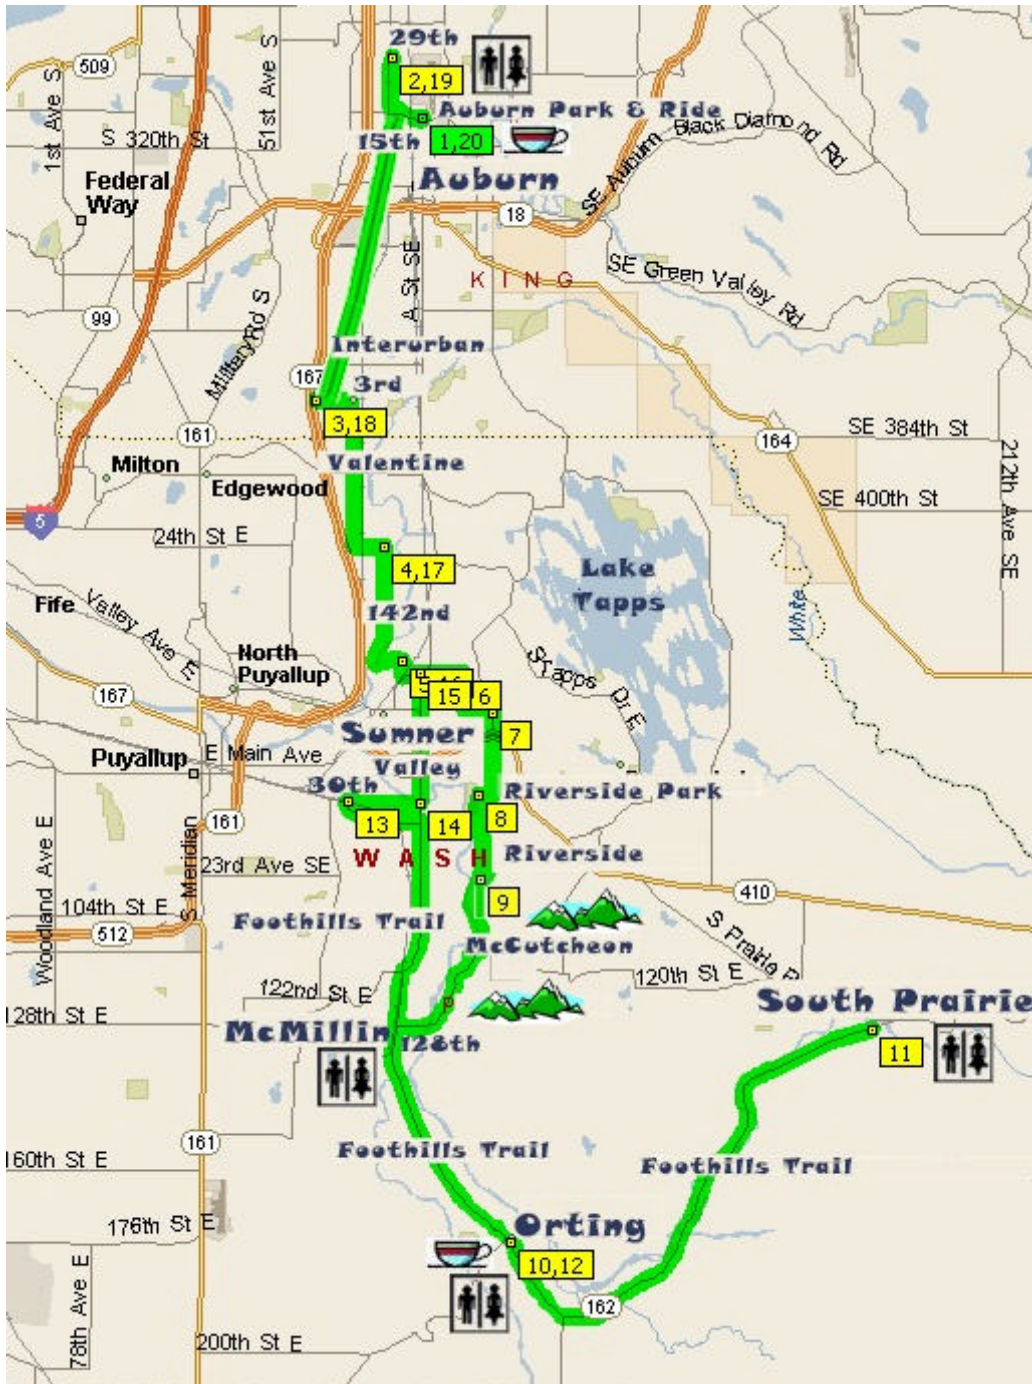 29th
509
2,19
1st Ave S
51st Ave S
Auburn Park & Ride
S 320th St
15th
1,20
SE Auburn Black Diamond Rd
Auburn
Federal
Way
18
A St SE
SE Green Valley Rd
KING
99
Military Rd S
Interurban
167
3rd
3,18
161
164
SE 384th St
212th Ave SE
Milton
Valentine
Edgewood
SE 400th St
5
24th St E
4,17
Lake
Tapps
Fife
Valley Ave E
142nd
White
North
Puyallup
S Tapps Dr E
167
15
6
7
Sumner
E Main Ave
Puyallup
Valley
30th
Riverside Park
161
13
14
8
Woodland Ave E
S Meridian
WASH
Riverside
23rd Ave SE
410
104th St E
9
512
Foothills Trail
McCutcheon
S Prairie
120th St E
122nd St E
South Prairie
128th St E
McMillin
128th
11
161
Foothills Trail
160th St E
Foothills Trail
176th St E
Orting
10,12
78th Ave E
162
200th St E